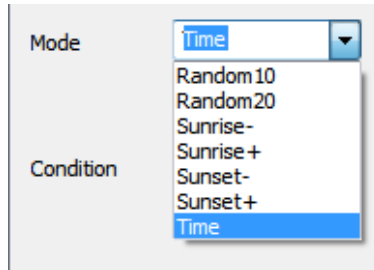 Mode Time
Random10
Random20
Sunrise-
Sunrise+
Condition
Sunset-
Sunset+
Time